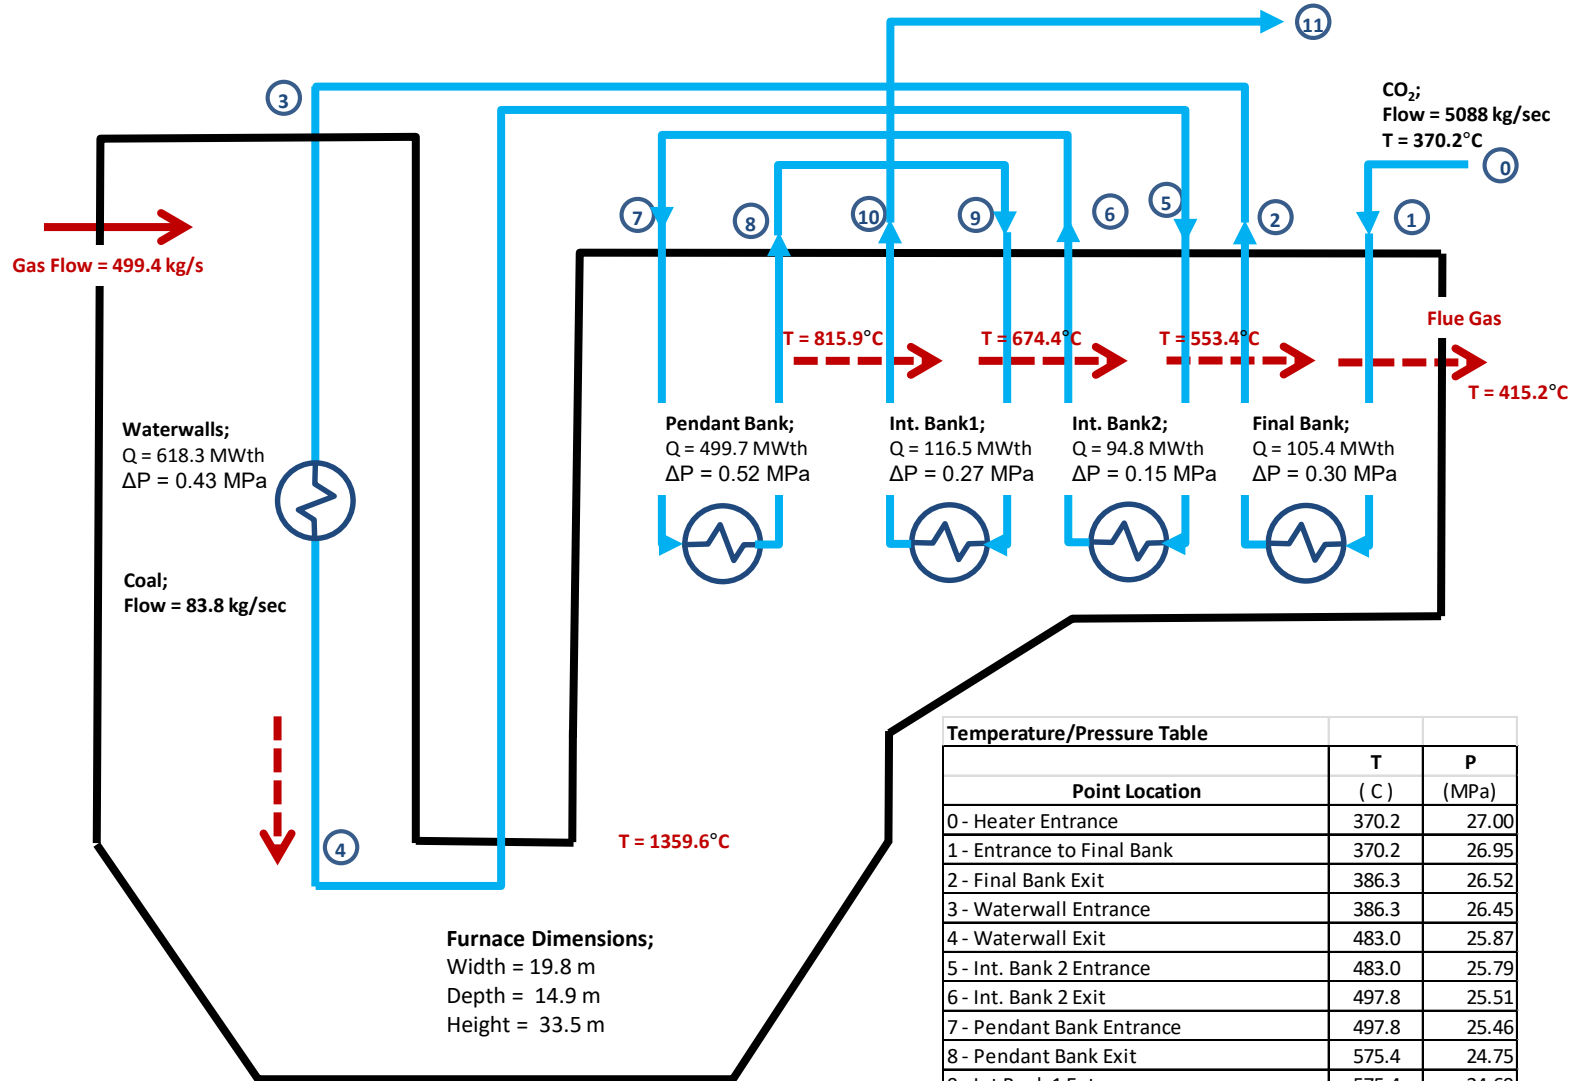 11
3
CO₂;
Flow = 5088 kg/sec
T = 370.2°C
0
7
8
10
9
6
5
2
1
Gas Flow = 499.4 kg/s
Flue Gas
T = 815.9°C
T = 674.4°C
T = 553.4°C
T = 415.2°C
Waterwalls;
Q = 618.3 MWth
ΔP = 0.43 MPa
Pendant Bank;
Q = 499.7 MWth
ΔP = 0.52 MPa
Int. Bank1;
Q = 116.5 MWth
ΔP = 0.27 MPa
Int. Bank2;
Q = 94.8 MWth
ΔP = 0.15 MPa
Final Bank;
Q = 105.4 MWth
ΔP = 0.30 MPa
Coal;
Flow = 83.8 kg/sec
4
T = 1359.6°C
Furnace Dimensions;
Width = 19.8 m
Depth = 14.9 m
Height = 33.5 m
Temperature/Pressure Table
T P
Point Location ( C ) (MPa)
0 - Heater Entrance 370.2 27.00
1 - Entrance to Final Bank 370.2 26.95
2 - Final Bank Exit 386.3 26.52
3 - Waterwall Entrance 386.3 26.45
4 - Waterwall Exit 483.0 25.87
5 - Int. Bank 2 Entrance 483.0 25.79
6 - Int. Bank 2 Exit 497.8 25.51
7 - Pendant Bank Entrance 497.8 25.46
8 - Pendant Bank Exit 575.4 24.75